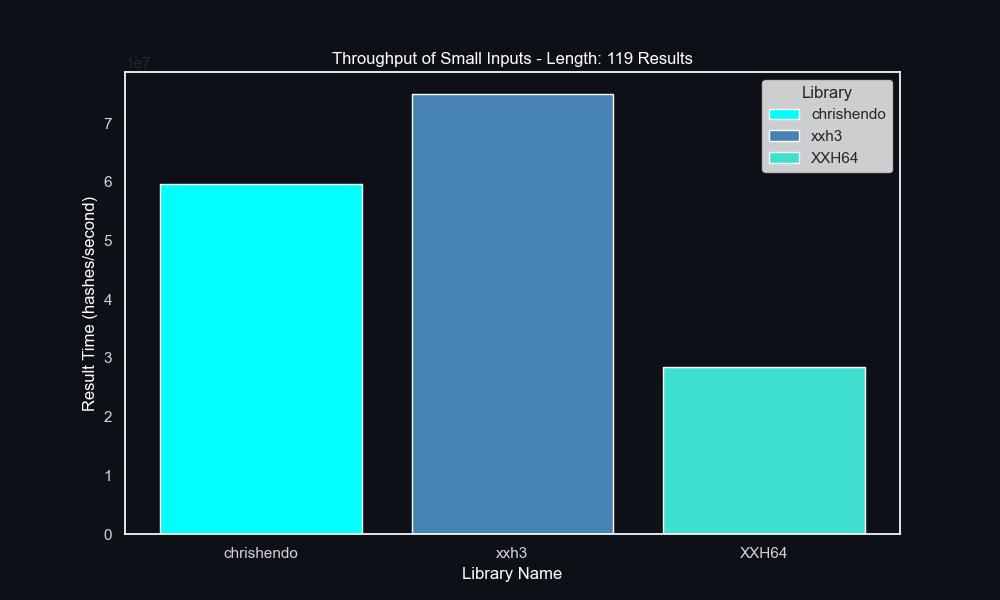 Throughput of Small Inputs - Length: 119 Results
1e7
Library
chrishendo
xxh3
XXH64
7
6
5
4
3
2
1
0
Result Time (hashes/second)
chrishendo
xxh3
XXH64
Library Name